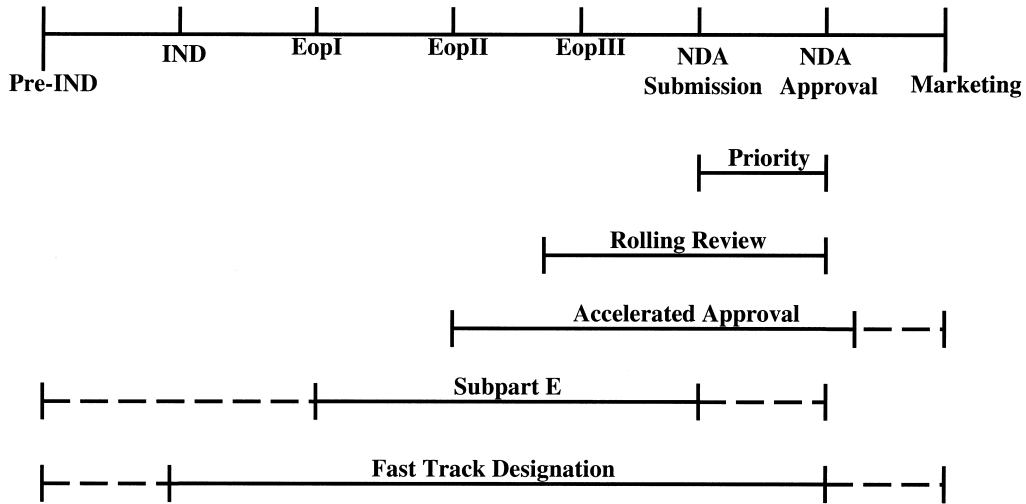 IND
EopI
EopII
EopIII
NDA
Submission
NDA
Approval
Pre-IND
Marketing
Priority
Rolling Review
Accelerated Approval
Subpart E
Fast Track Designation